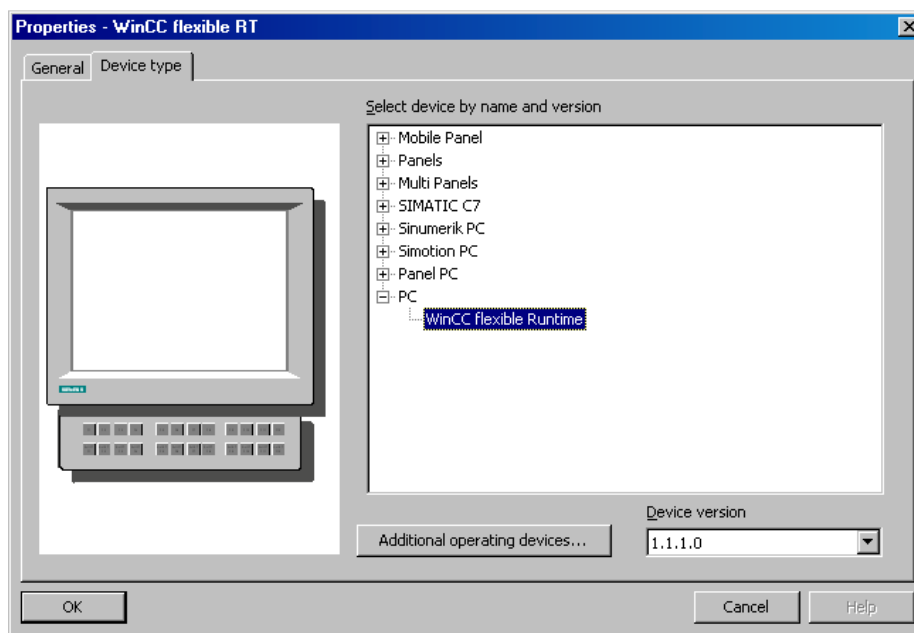 Properties - WinCC flexible RT
General
Device type
Select device by name and version
Mobile Panel
Panels
Multi Panels
SIMATIC C7
Sinumerik PC
Simotion PC
Panel PC
PC
WinCC flexible Runtime
Device version
Additional operating devices...
1.1.1.0
OK
Cancel
Help